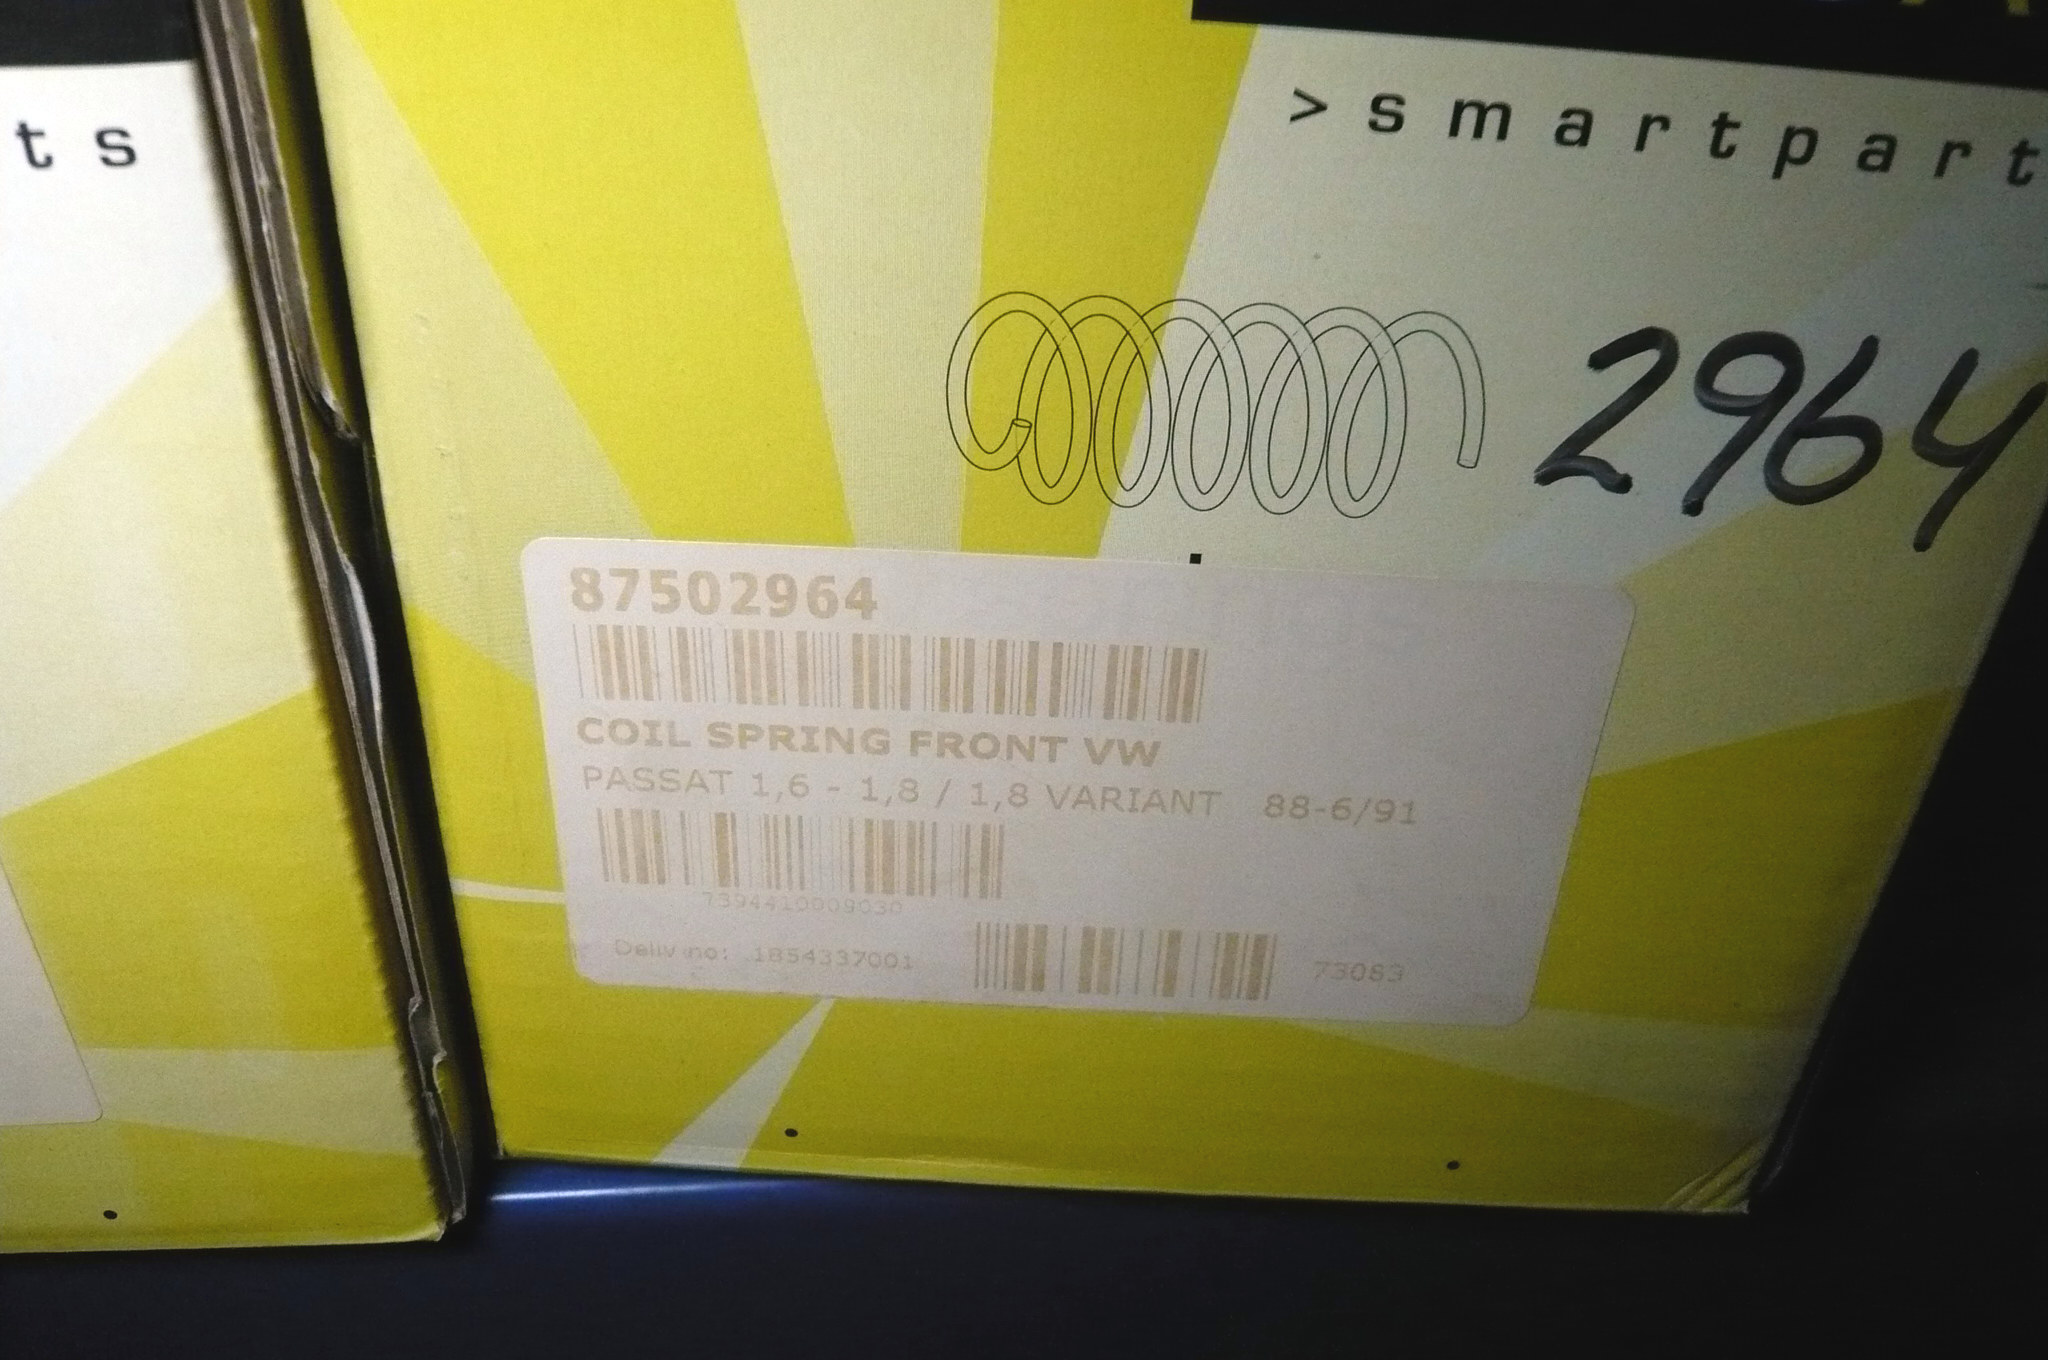 ts
>smartpart
2964
87502964
COIL SPRING FRONT VW
PASSAT 1,6 - 1,8 / 1,8 VARIANT 88-6/91
7394410009030
Deliv no: 1854337001
73083